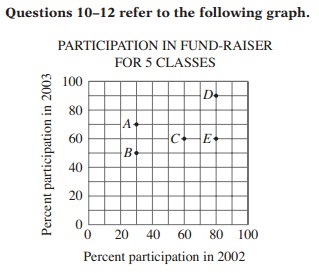 Questions 10–12 refer to the following graph.
PARTICIPATION IN FUND-RAISER
FOR 5 CLASSES
Percent participation in 2003
100
80
60
40
20
0
A
B
C
D
E
0 20 40 60 80 100
Percent participation in 2002